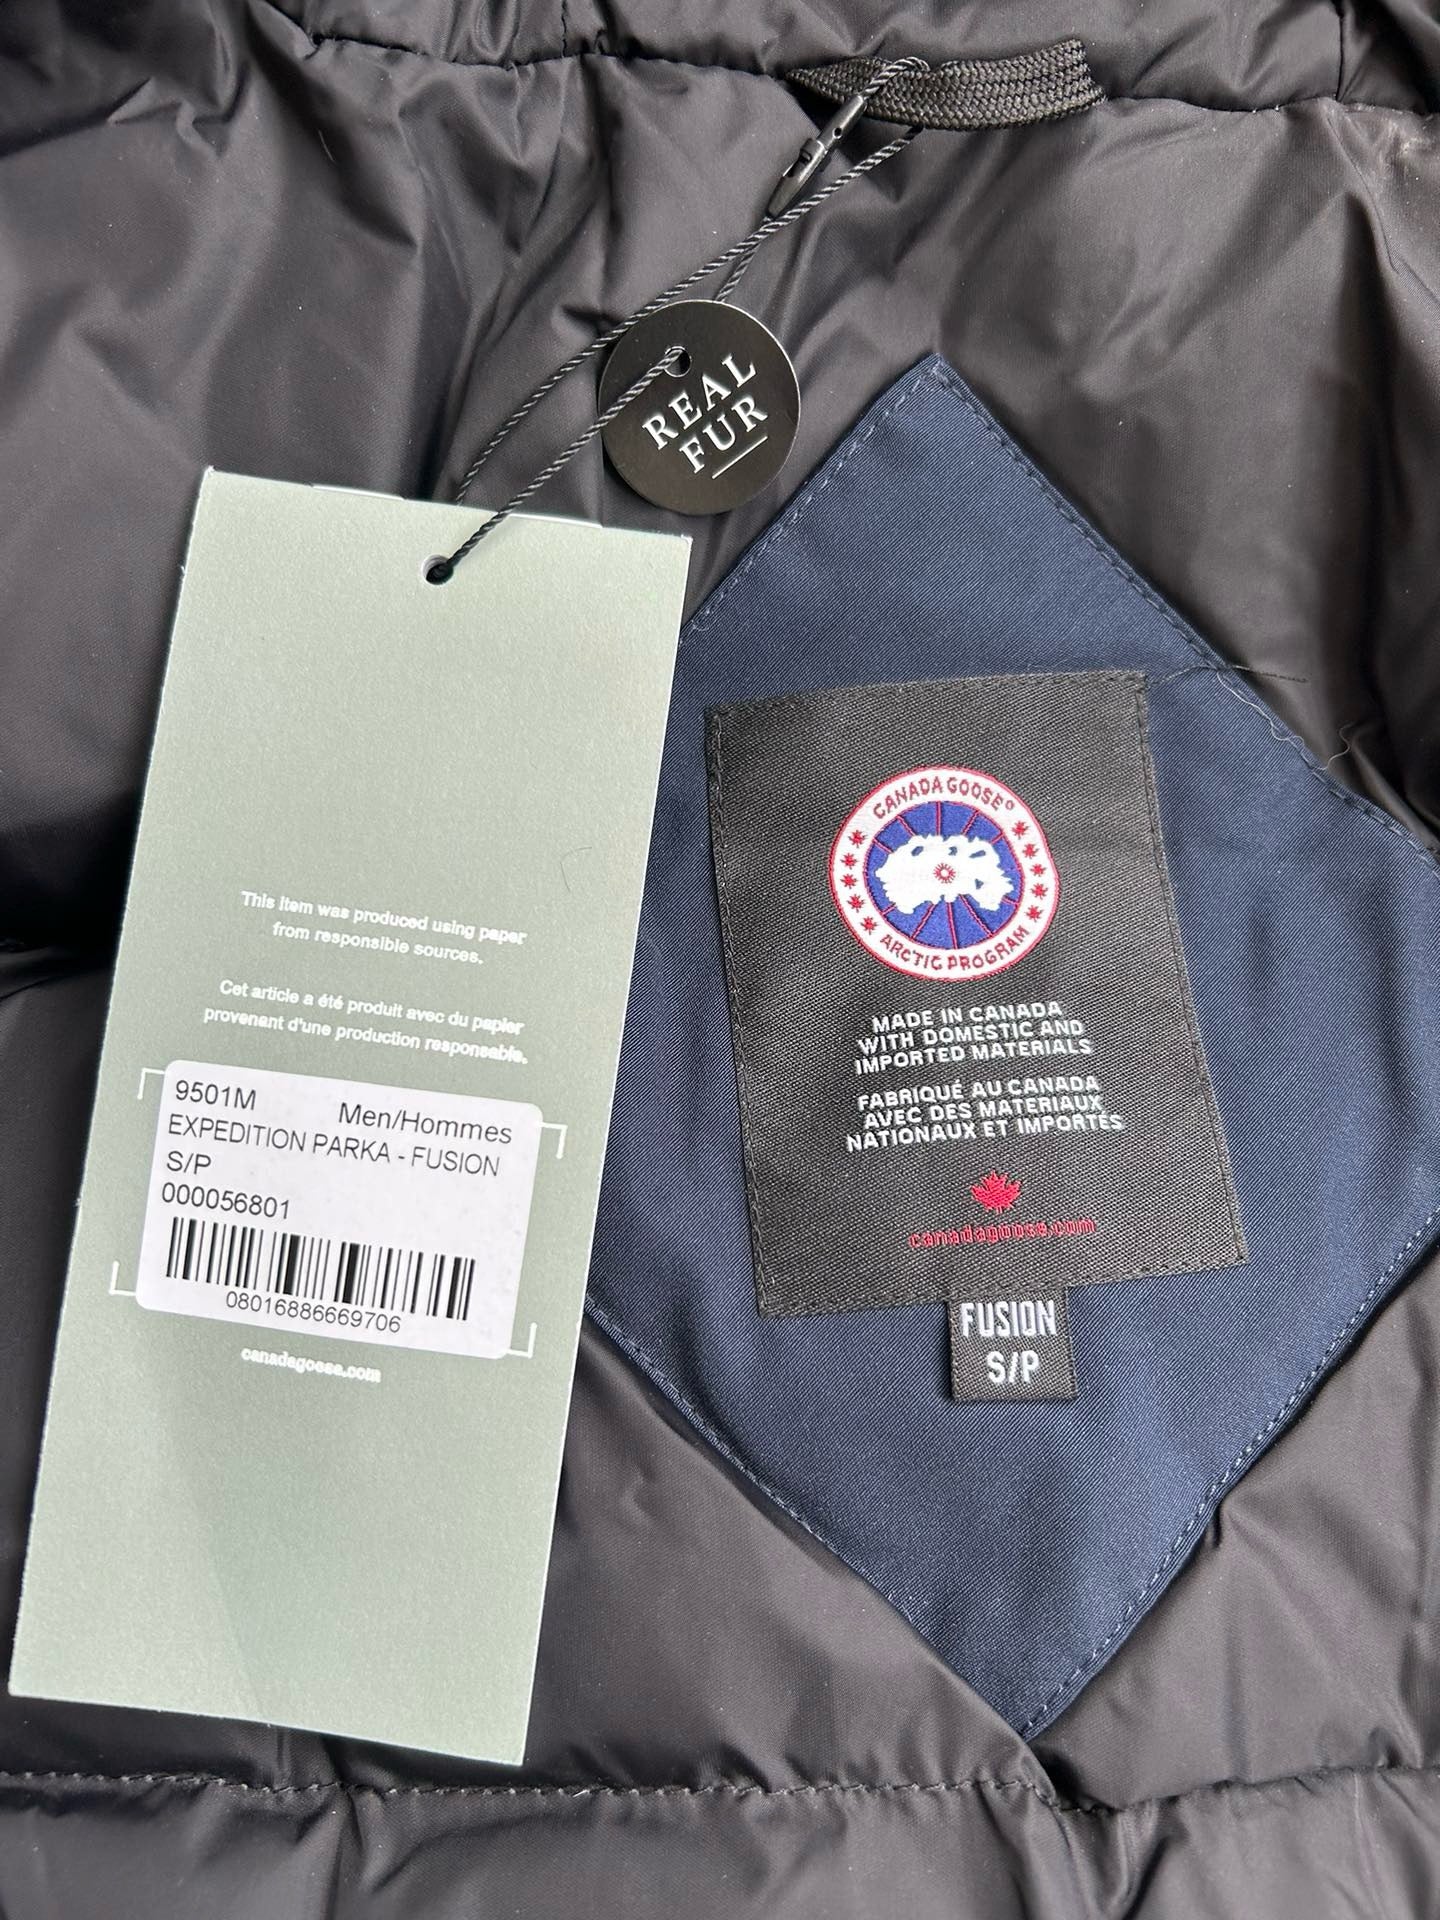 REAL
FUR
This item was produced using paper
from responsible sources.
Cet article a été produit avec du papier
provenant d'une production responsable.
9501M Men/Hommes
EXPEDITION PARKA - FUSION
S/P
000056801
08016886669706
canadagoose.com
CANADA GOOSE®
ARCTIC PROGRAM
MADE IN CANADA
WITH DOMESTIC AND
IMPORTED MATERIALS
FABRIQUÉ AU CANADA
AVEC DES MATERIAUX
NATIONAUX ET IMPORTÉS
canadagoose.com
FUSION
S/P